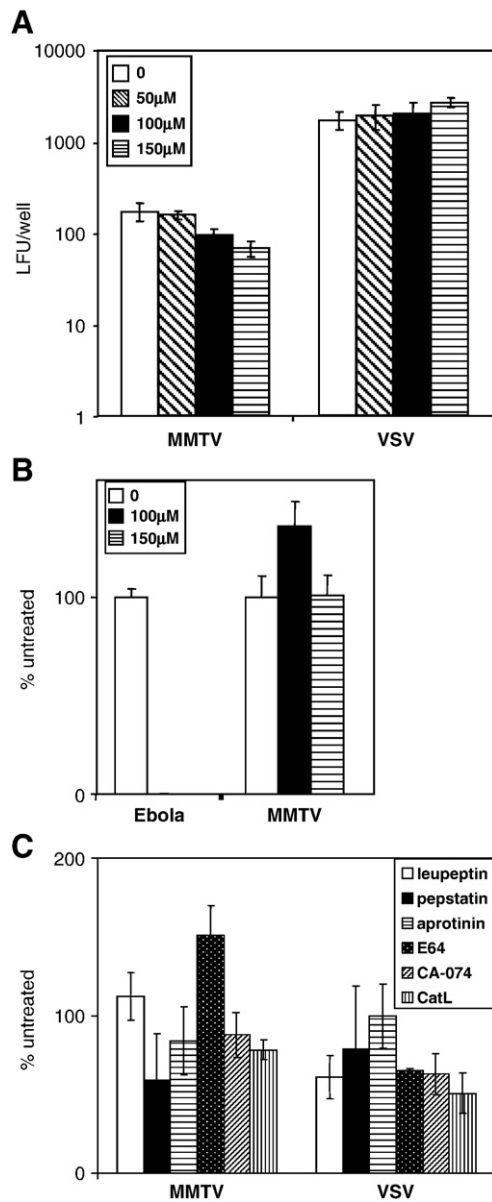 A
10000
1000
100
10
1
LFU/well
0
50µM
100µM
150µM
MMTV VSV
B
100
0
% untreated
0
100µM
150µM
Ebola MMTV
C
200
100
0
% untreated
leupeptin
pepstatin
aprotinin
E64
CA-074
CatL
MMTV VSV